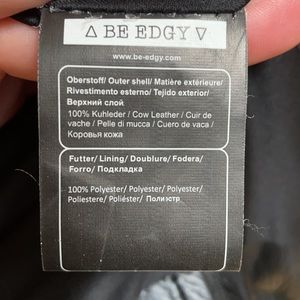 △ BE EDGY ▽
www.be-edgy.com
Oberstoff/ Outer shell/ Matière extérieure/
Rivestimento esterno/ Tejido exterior/
Верхний слой
100% Kuhleder / Cow Leather / Cuir de
vache / Pelle di mucca / Cuero de vaca /
Коровья кожа
Futter/ Lining/ Doublure/ Fodera/
Forro/ Подкладка
100% Polyester/ Polyester/ Polyester/
Poliestere/ Poliéster/ Полиэстр